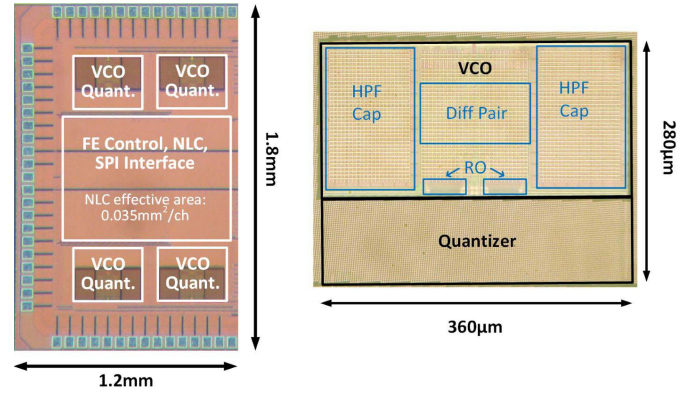 VCO
Quant.
VCO
Quant.
FE Control, NLC,
SPI Interface
NLC effective area:
0.035mm²/ch
VCO
Quant.
VCO
Quant.
1.8mm
1.2mm
VCO
HPF
Cap
Diff Pair
HPF
Cap
← RO →
Quantizer
280µm
360µm